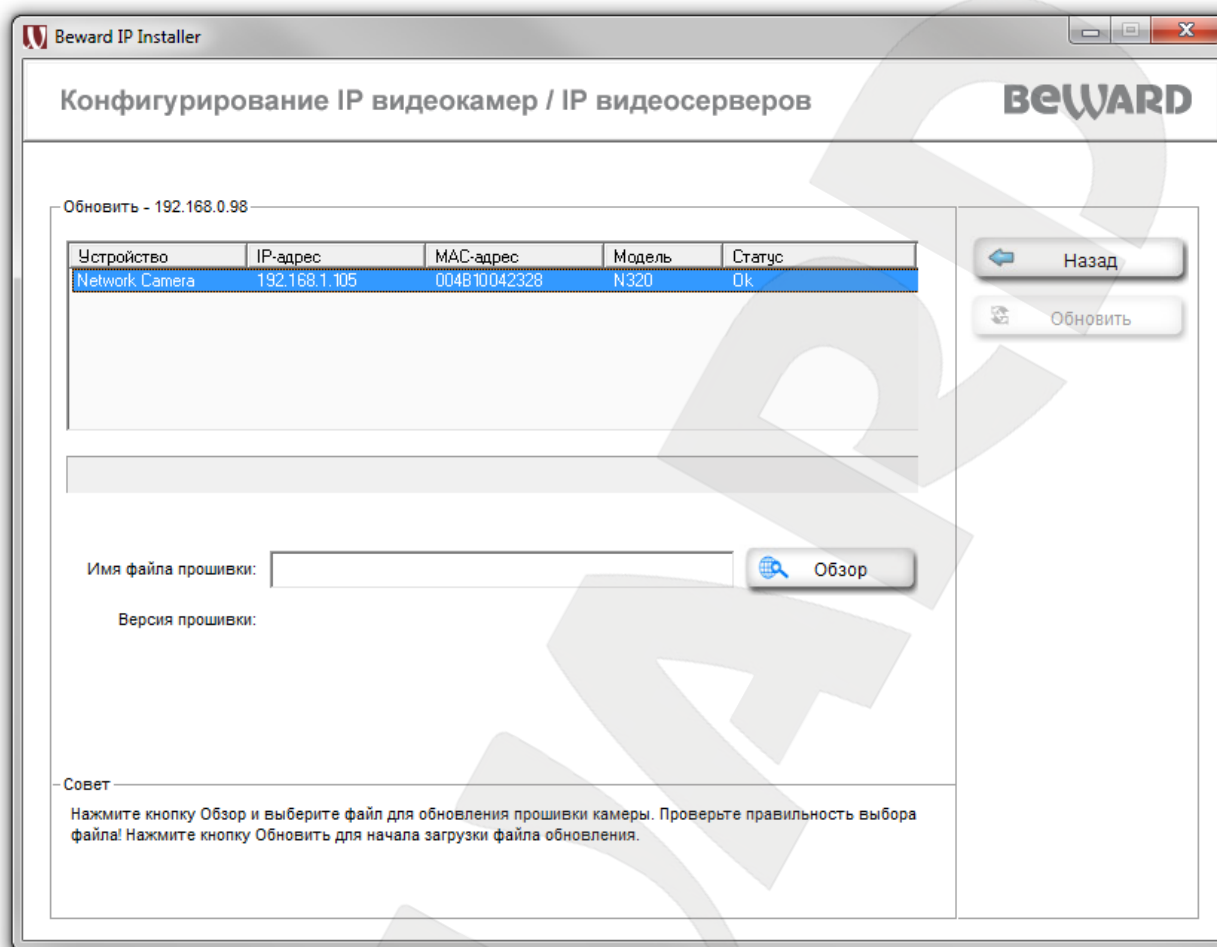 Beward IP Installer
Конфигурирование IP видеокамер / IP видеосерверов
BEWARD
Обновить - 192.168.0.98
Устройство IP-адрес MAC-адрес Модель Статус
Network Camera 192.168.1.105 004B10042328 N320 Ok
Назад
Обновить
Имя файла прошивки:
Обзор
Версия прошивки:
Совет
Нажмите кнопку Обзор и выберите файл для обновления прошивки камеры. Проверьте правильность выбора
файла! Нажмите кнопку Обновить для начала загрузки файла обновления.